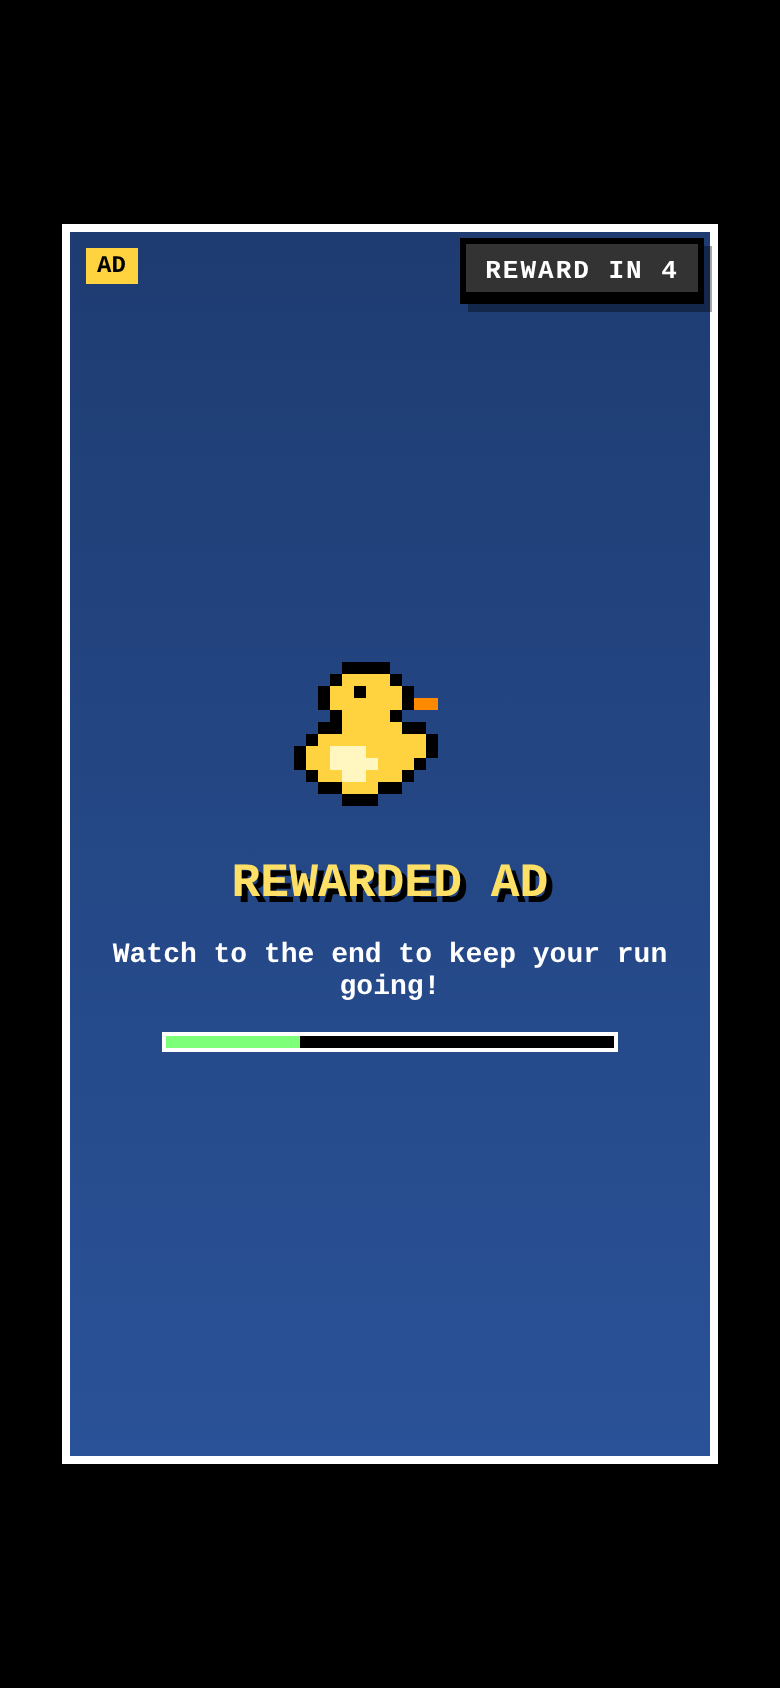 AD
REWARD IN 4
REWARDED AD
Watch to the end to keep your run
going!